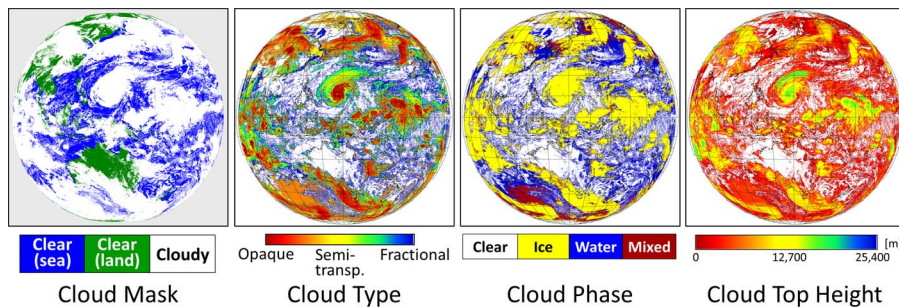 Clear (sea)
Clear (land)
Cloudy
Cloud Mask
Opaque
Semi-transp.
Fractional
Cloud Type
Clear
Ice
Water
Mixed
Cloud Phase
[m]
0
12,700
25,400
Cloud Top Height